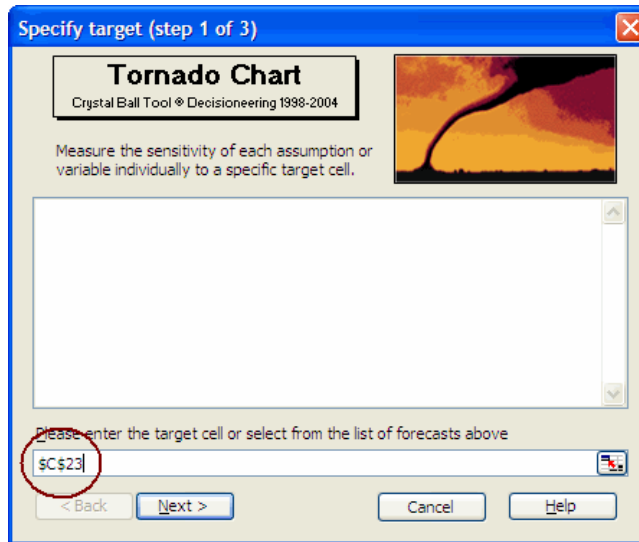 Specify target (step 1 of 3)
Tornado Chart
Crystal Ball Tool ® Decisioneering 1998-2004
Measure the sensitivity of each assumption or
variable individually to a specific target cell.
Please enter the target cell or select from the list of forecasts above
$C$23
< Back
Next >
Cancel
Help